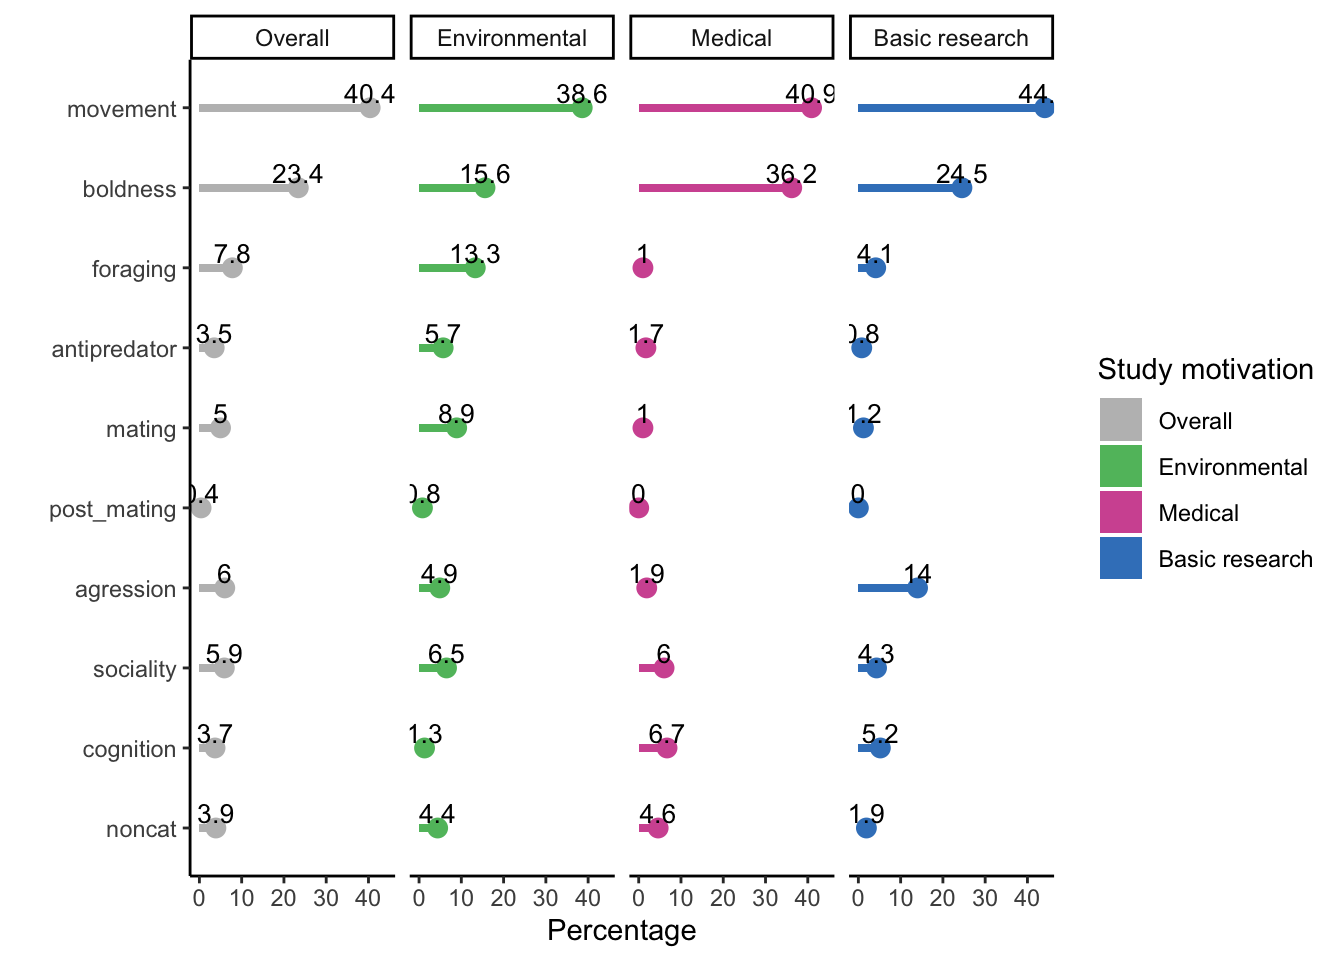 Overall Environmental Medical Basic research
movement 40.4 38.6 40.9 44.
boldness 23.4 15.6 36.2 24.5
foraging 7.8 13.3 1 4.1
antipredator 3.5 5.7 1.7 0.8
mating 5 8.9 1 1.2
post_mating 0.4 0.8 0 0
agression 6 4.9 1.9 14
sociality 5.9 6.5 6 4.3
cognition 3.7 1.3 6.7 5.2
noncat 3.9 4.4 4.6 1.9
0 10 20 30 40 0 10 20 30 40 0 10 20 30 40 0 10 20 30 40
Percentage
Study motivation
Overall
Environmental
Medical
Basic research